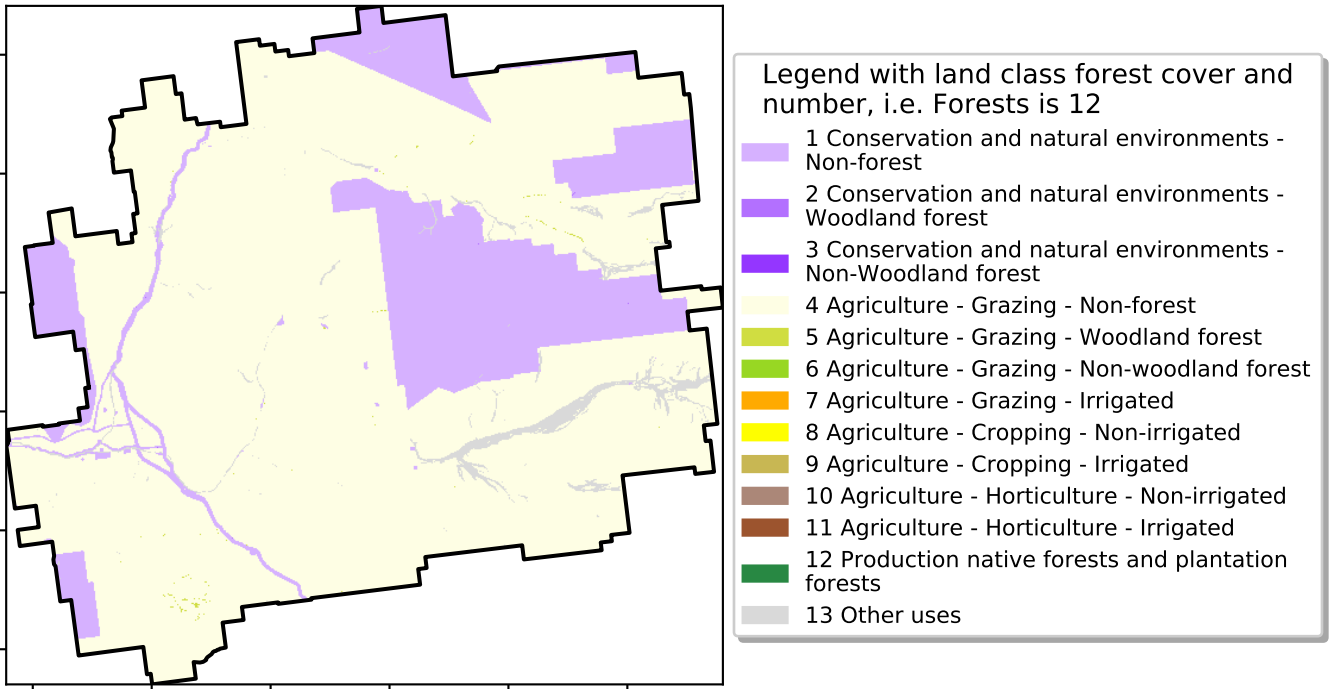 Legend with land class forest cover and
number, i.e. Forests is 12
1 Conservation and natural environments -
Non-forest
2 Conservation and natural environments -
Woodland forest
3 Conservation and natural environments -
Non-Woodland forest
4 Agriculture - Grazing - Non-forest
5 Agriculture - Grazing - Woodland forest
6 Agriculture - Grazing - Non-woodland forest
7 Agriculture - Grazing - Irrigated
8 Agriculture - Cropping - Non-irrigated
9 Agriculture - Cropping - Irrigated
10 Agriculture - Horticulture - Non-irrigated
11 Agriculture - Horticulture - Irrigated
12 Production native forests and plantation
forests
13 Other uses